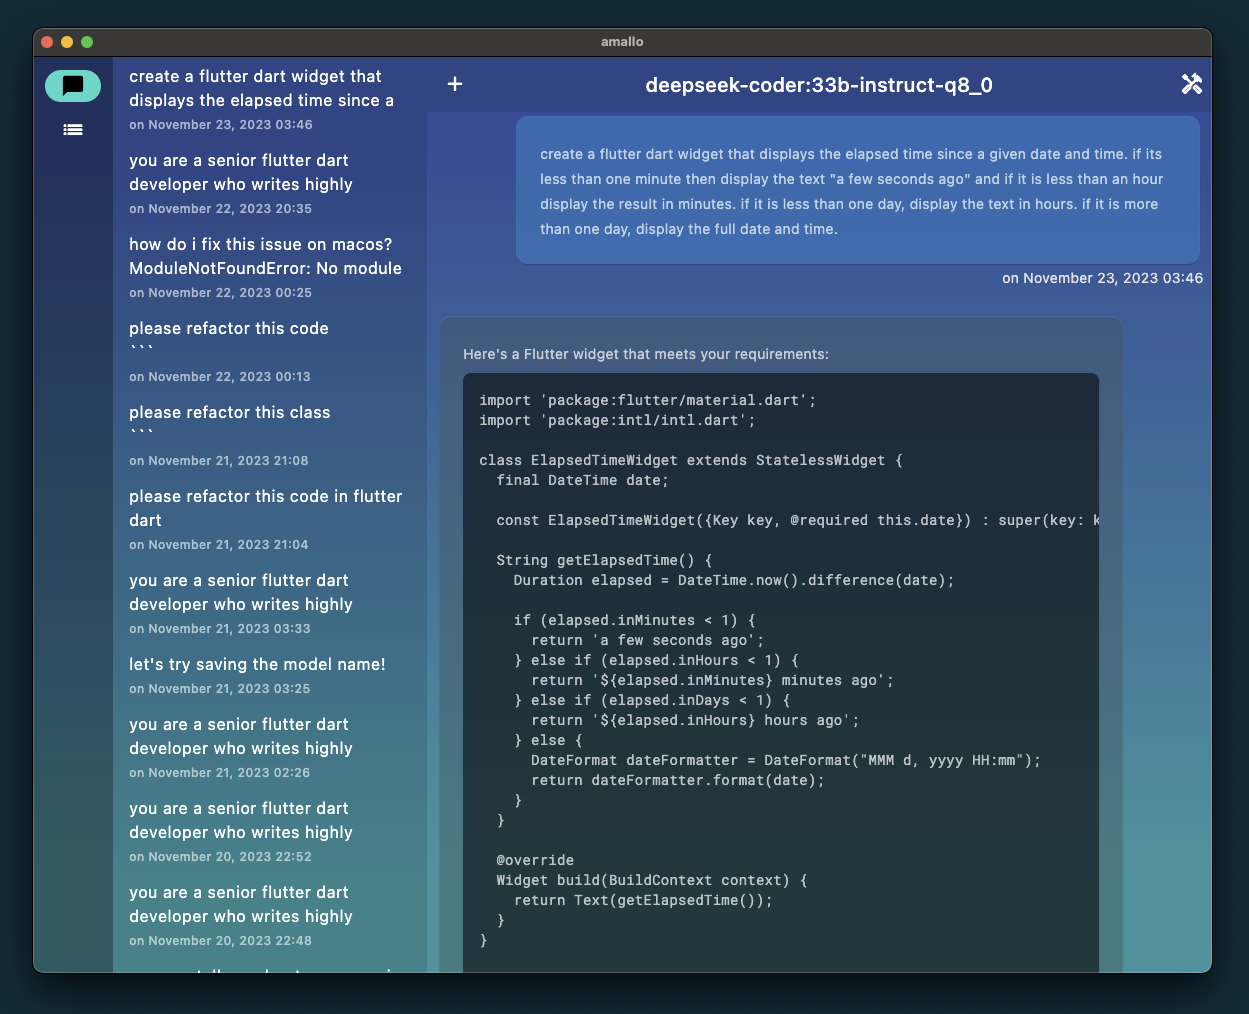 amallo
create a flutter dart widget that
displays the elapsed time since a
on November 23, 2023 03:46
you are a senior flutter dart
developer who writes highly
on November 22, 2023 20:35
how do i fix this issue on macos?
ModuleNotFoundError: No module
on November 22, 2023 00:25
please refactor this code
```
on November 22, 2023 00:13
please refactor this class
```
on November 21, 2023 21:08
please refactor this code in flutter
dart
on November 21, 2023 21:04
you are a senior flutter dart
developer who writes highly
on November 21, 2023 03:33
let's try saving the model name!
on November 21, 2023 03:25
you are a senior flutter dart
developer who writes highly
on November 21, 2023 02:26
you are a senior flutter dart
developer who writes highly
on November 20, 2023 22:52
you are a senior flutter dart
developer who writes highly
on November 20, 2023 22:48
+
deepseek-coder:33b-instruct-q8_0
create a flutter dart widget that displays the elapsed time since a given date and time. if its
less than one minute then display the text "a few seconds ago" and if it is less than an hour
display the result in minutes. if it is less than one day, display the text in hours. if it is more
than one day, display the full date and time.
on November 23, 2023 03:46
Here's a Flutter widget that meets your requirements:
import 'package:flutter/material.dart';
import 'package:intl/intl.dart';
class ElapsedTimeWidget extends StatelessWidget {
final DateTime date;
const ElapsedTimeWidget({Key key, @required this.date}) : super(key: k
String getElapsedTime() {
Duration elapsed = DateTime.now().difference(date);
if (elapsed.inMinutes < 1) {
return 'a few seconds ago';
} else if (elapsed.inHours < 1) {
return '${elapsed.inMinutes} minutes ago';
} else if (elapsed.inDays < 1) {
return '${elapsed.inHours} hours ago';
} else {
DateFormat dateFormatter = DateFormat("MMM d, yyyy HH:mm");
return dateFormatter.format(date);
}
}
@override
Widget build(BuildContext context) {
return Text(getElapsedTime());
}
}